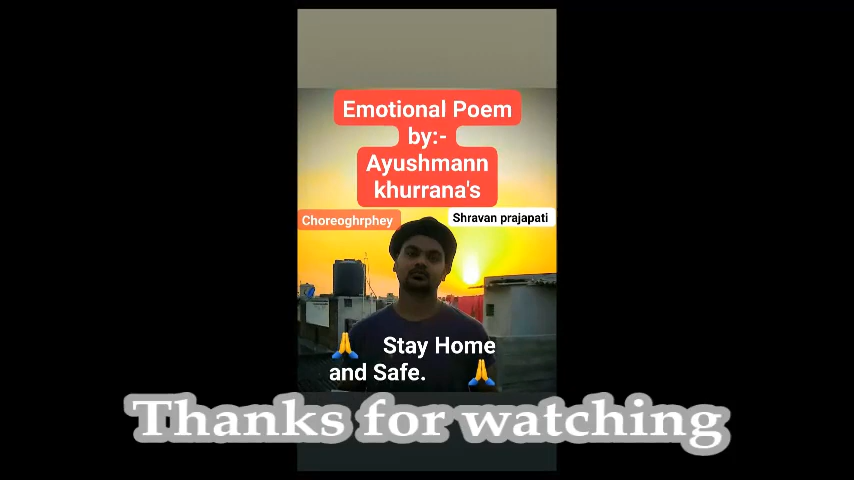 Emotional Poem
by:-
Ayushmann
khurrana's
Choreoghrphey
Shravan prajapati
🙏 Stay Home
and Safe. 🙏
Thanks for watching